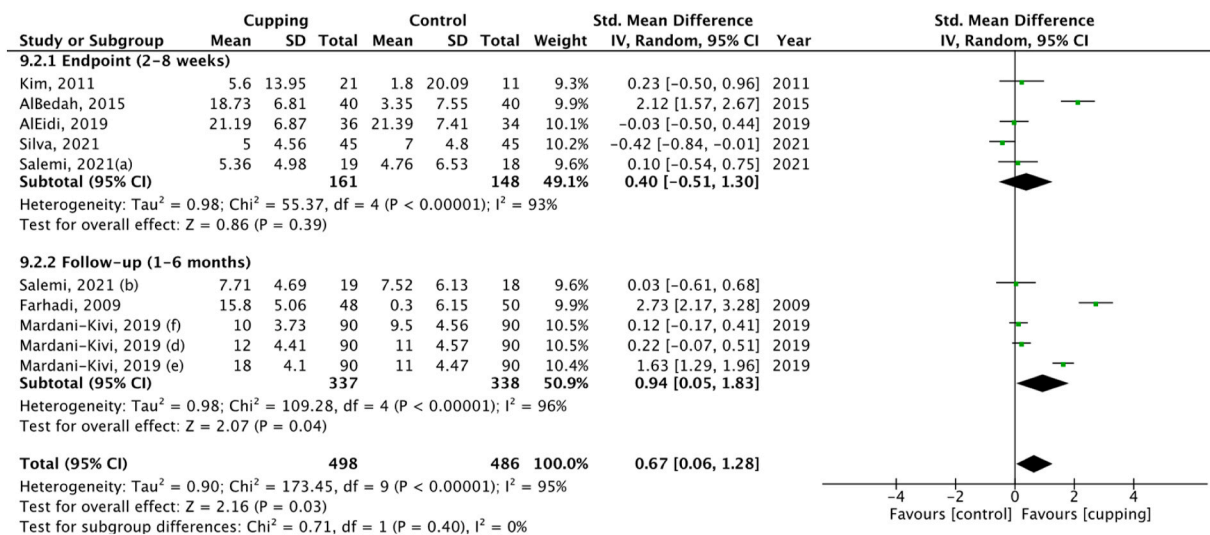 Cupping Control Std. Mean Difference Std. Mean Difference
Study or Subgroup Mean SD Total Mean SD Total Weight IV, Random, 95% CI Year IV, Random, 95% CI
9.2.1 Endpoint (2–8 weeks)
Kim, 2011 5.6 13.95 21 1.8 20.09 11 9.3% 0.23 [-0.50, 0.96] 2011
AlBedah, 2015 18.73 6.81 40 3.35 7.55 40 9.9% 2.12 [1.57, 2.67] 2015
AlEidi, 2019 21.19 6.87 36 21.39 7.41 34 10.1% -0.03 [-0.50, 0.44] 2019
Silva, 2021 5 4.56 45 7 4.8 45 10.2% -0.42 [-0.84, -0.01] 2021
Salemi, 2021(a) 5.36 4.98 19 4.76 6.53 18 9.6% 0.10 [-0.54, 0.75] 2021
Subtotal (95% CI) 161 148 49.1% 0.40 [-0.51, 1.30]
Heterogeneity: Tau² = 0.98; Chi² = 55.37, df = 4 (P < 0.00001); I² = 93%
Test for overall effect: Z = 0.86 (P = 0.39)
9.2.2 Follow-up (1–6 months)
Salemi, 2021 (b) 7.71 4.69 19 7.52 6.13 18 9.6% 0.03 [-0.61, 0.68]
Farhadi, 2009 15.8 5.06 48 0.3 6.15 50 9.9% 2.73 [2.17, 3.28] 2009
Mardani-Kivi, 2019 (f) 10 3.73 90 9.5 4.56 90 10.5% 0.12 [-0.17, 0.41] 2019
Mardani-Kivi, 2019 (d) 12 4.41 90 11 4.57 90 10.5% 0.22 [-0.07, 0.51] 2019
Mardani-Kivi, 2019 (e) 18 4.1 90 11 4.47 90 10.4% 1.63 [1.29, 1.96] 2019
Subtotal (95% CI) 337 338 50.9% 0.94 [0.05, 1.83]
Heterogeneity: Tau² = 0.98; Chi² = 109.28, df = 4 (P < 0.00001); I² = 96%
Test for overall effect: Z = 2.07 (P = 0.04)
Total (95% CI) 498 486 100.0% 0.67 [0.06, 1.28]
Heterogeneity: Tau² = 0.90; Chi² = 173.45, df = 9 (P < 0.00001); I² = 95%
Test for overall effect: Z = 2.16 (P = 0.03)
Test for subgroup differences: Chi² = 0.71, df = 1 (P = 0.40), I² = 0%
-4 -2 0 2 4
Favours [control] Favours [cupping]